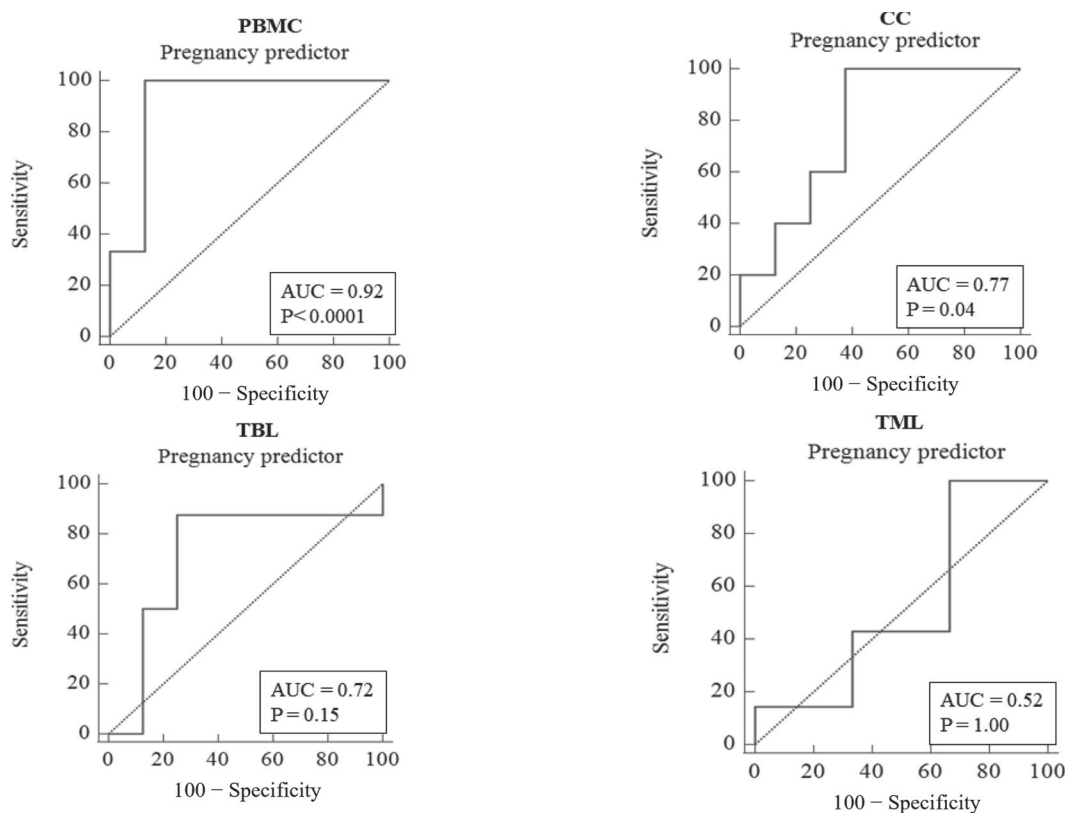 PBMC
Pregnancy predictor
100
80
60
40
20
0
Sensitivity
AUC = 0.92
P< 0.0001
0 20 40 60 80 100
100 − Specificity
CC
Pregnancy predictor
100
80
60
40
20
0
Sensitivity
AUC = 0.77
P = 0.04
0 20 40 60 80 100
100 − Specificity
TBL
Pregnancy predictor
100
80
60
40
20
0
Sensitivity
AUC = 0.72
P = 0.15
0 20 40 60 80 100
100 − Specificity
TML
Pregnancy predictor
100
80
60
40
20
0
Sensitivity
AUC = 0.52
P = 1.00
0 20 40 60 80 100
100 − Specificity